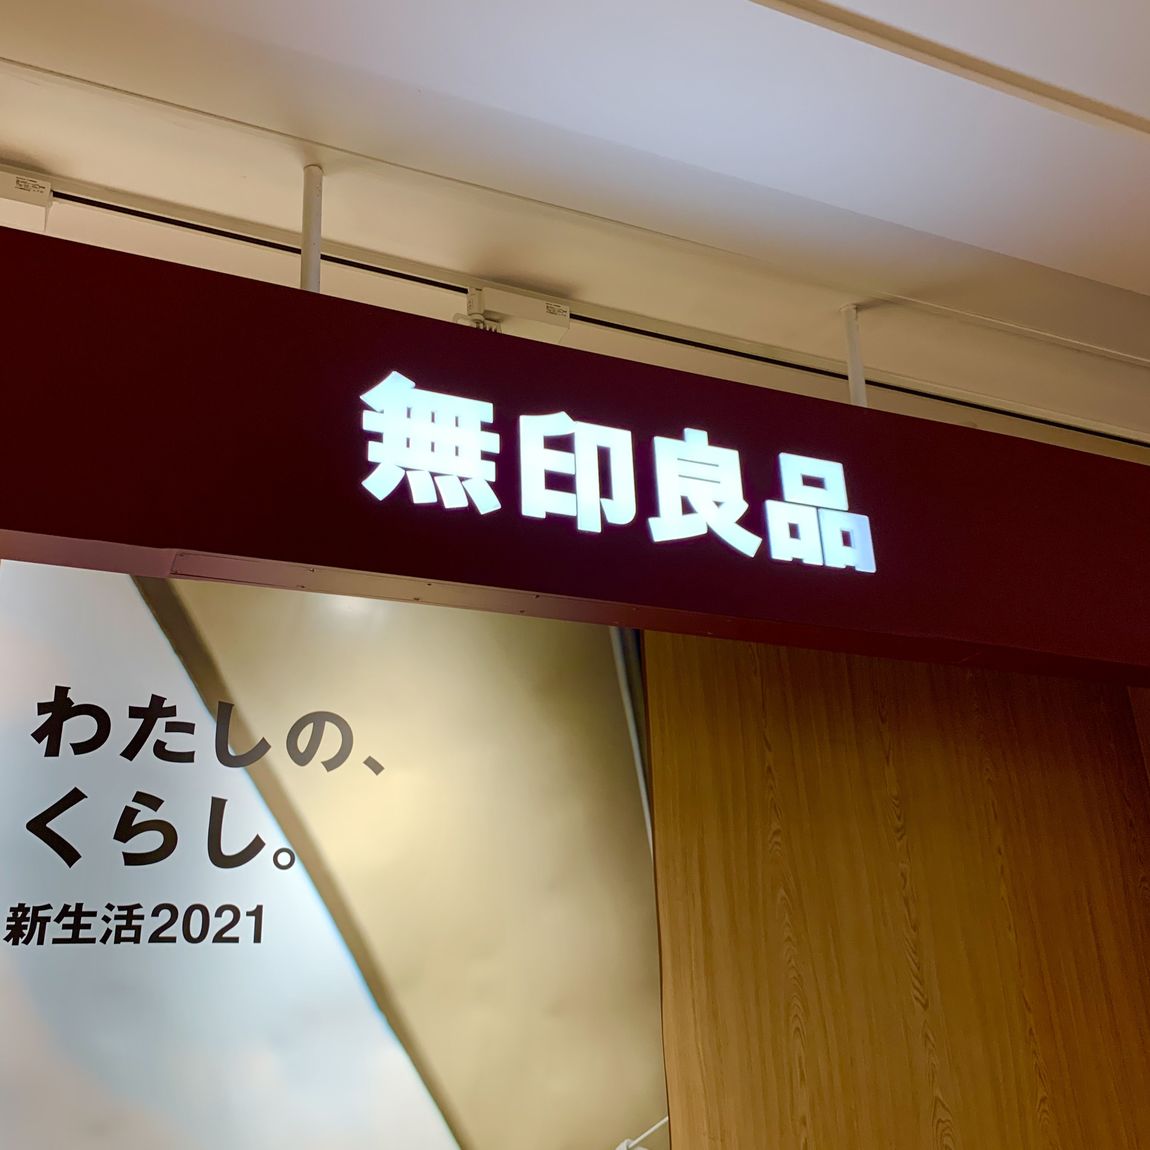 無印良品
わたしの、
くらし。
新生活2021